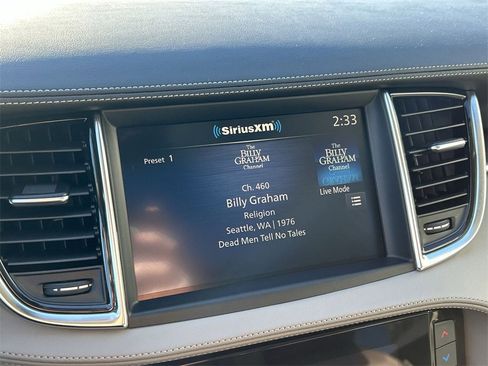 SiriusXM
2:33
Preset 1
The
BILLY
GRAHAM
Channel
The
BILLY
GRAHAM
Channel
Ch. 460
Live Mode
Billy Graham
Religion
Seattle, WA | 1976
Dead Men Tell No Tales